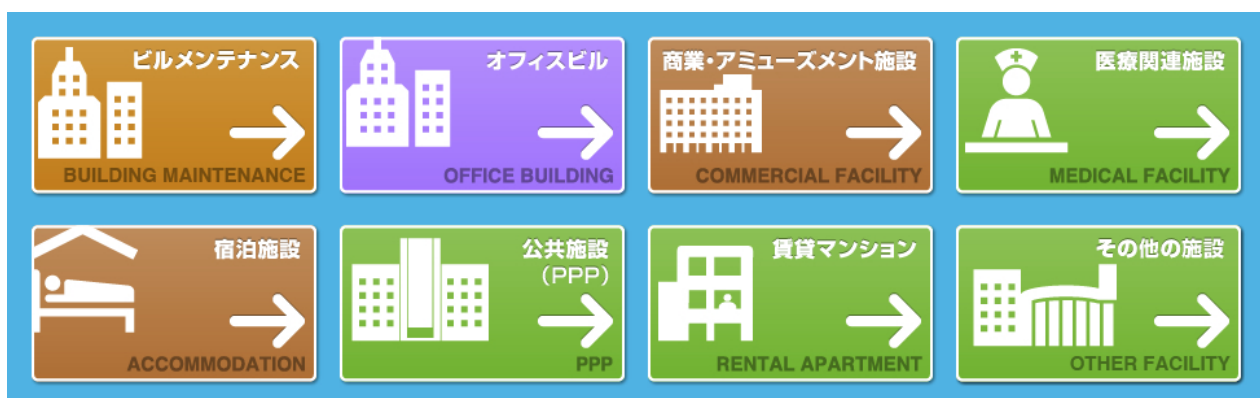 ビルメンテナンス
BUILDING MAINTENANCE
オフィスビル
OFFICE BUILDING
商業・アミューズメント施設
COMMERCIAL FACILITY
医療関連施設
MEDICAL FACILITY
宿泊施設
ACCOMMODATION
公共施設
(PPP)
PPP
賃貸マンション
RENTAL APARTMENT
その他の施設
OTHER FACILITY